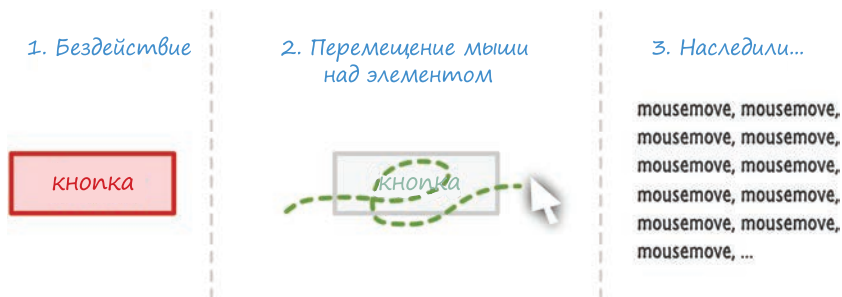 1. Бездействие
2. Перемещение мыши
над элементом
3. Наследили...
кнопка
кнопка
mousemove, mousemove,
mousemove, mousemove,
mousemove, mousemove,
mousemove, mousemove,
mousemove, mousemove,
mousemove, ...